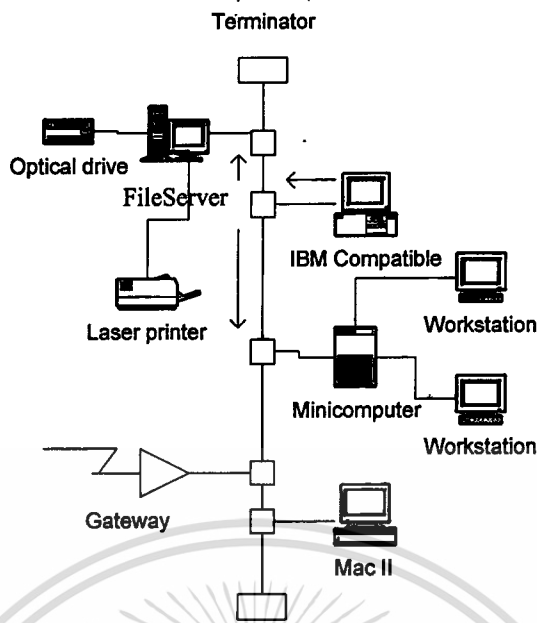 Terminator
Optical drive
FileServer
IBM Compatible
Laser printer
Workstation
Minicomputer
Workstation
Gateway
Mac II